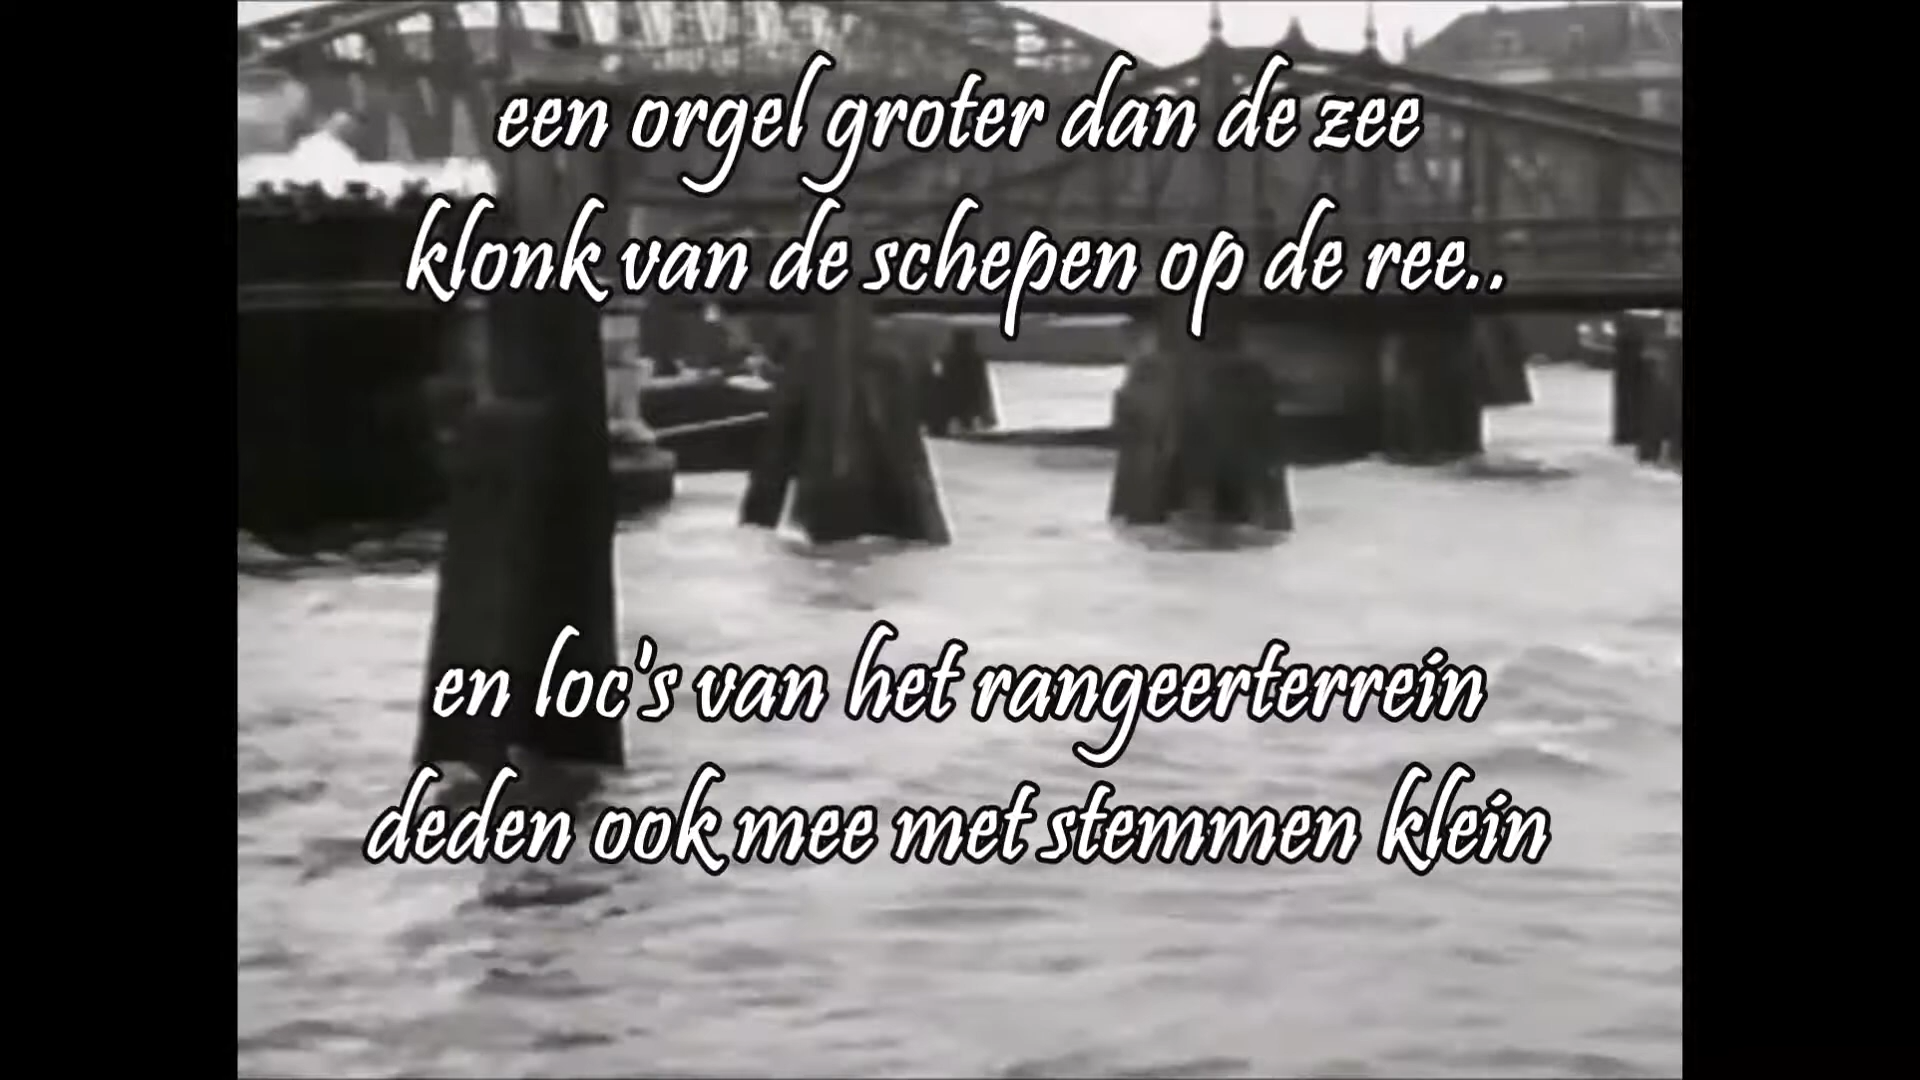 een orgel groter dan de zee
klonk van de schepen op de ree..
en loc's van het rangeerterrein
deden ook mee met stemmen klein